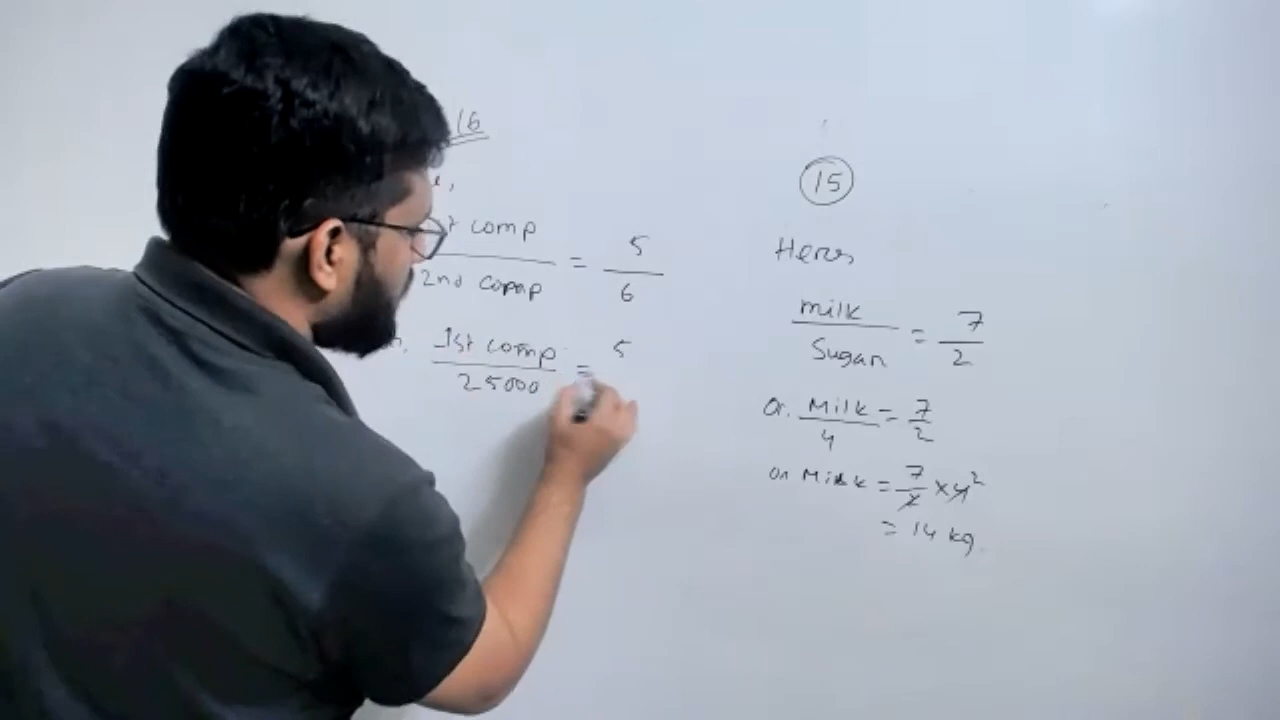 16
comp
2nd comp = 5/6
1st comp/25000 = 5
15
Here,
milk/Sugar = 7/2
Or. Milk/4 = 7/2
or Milk = 7/2 × 4 2
= 14 kg